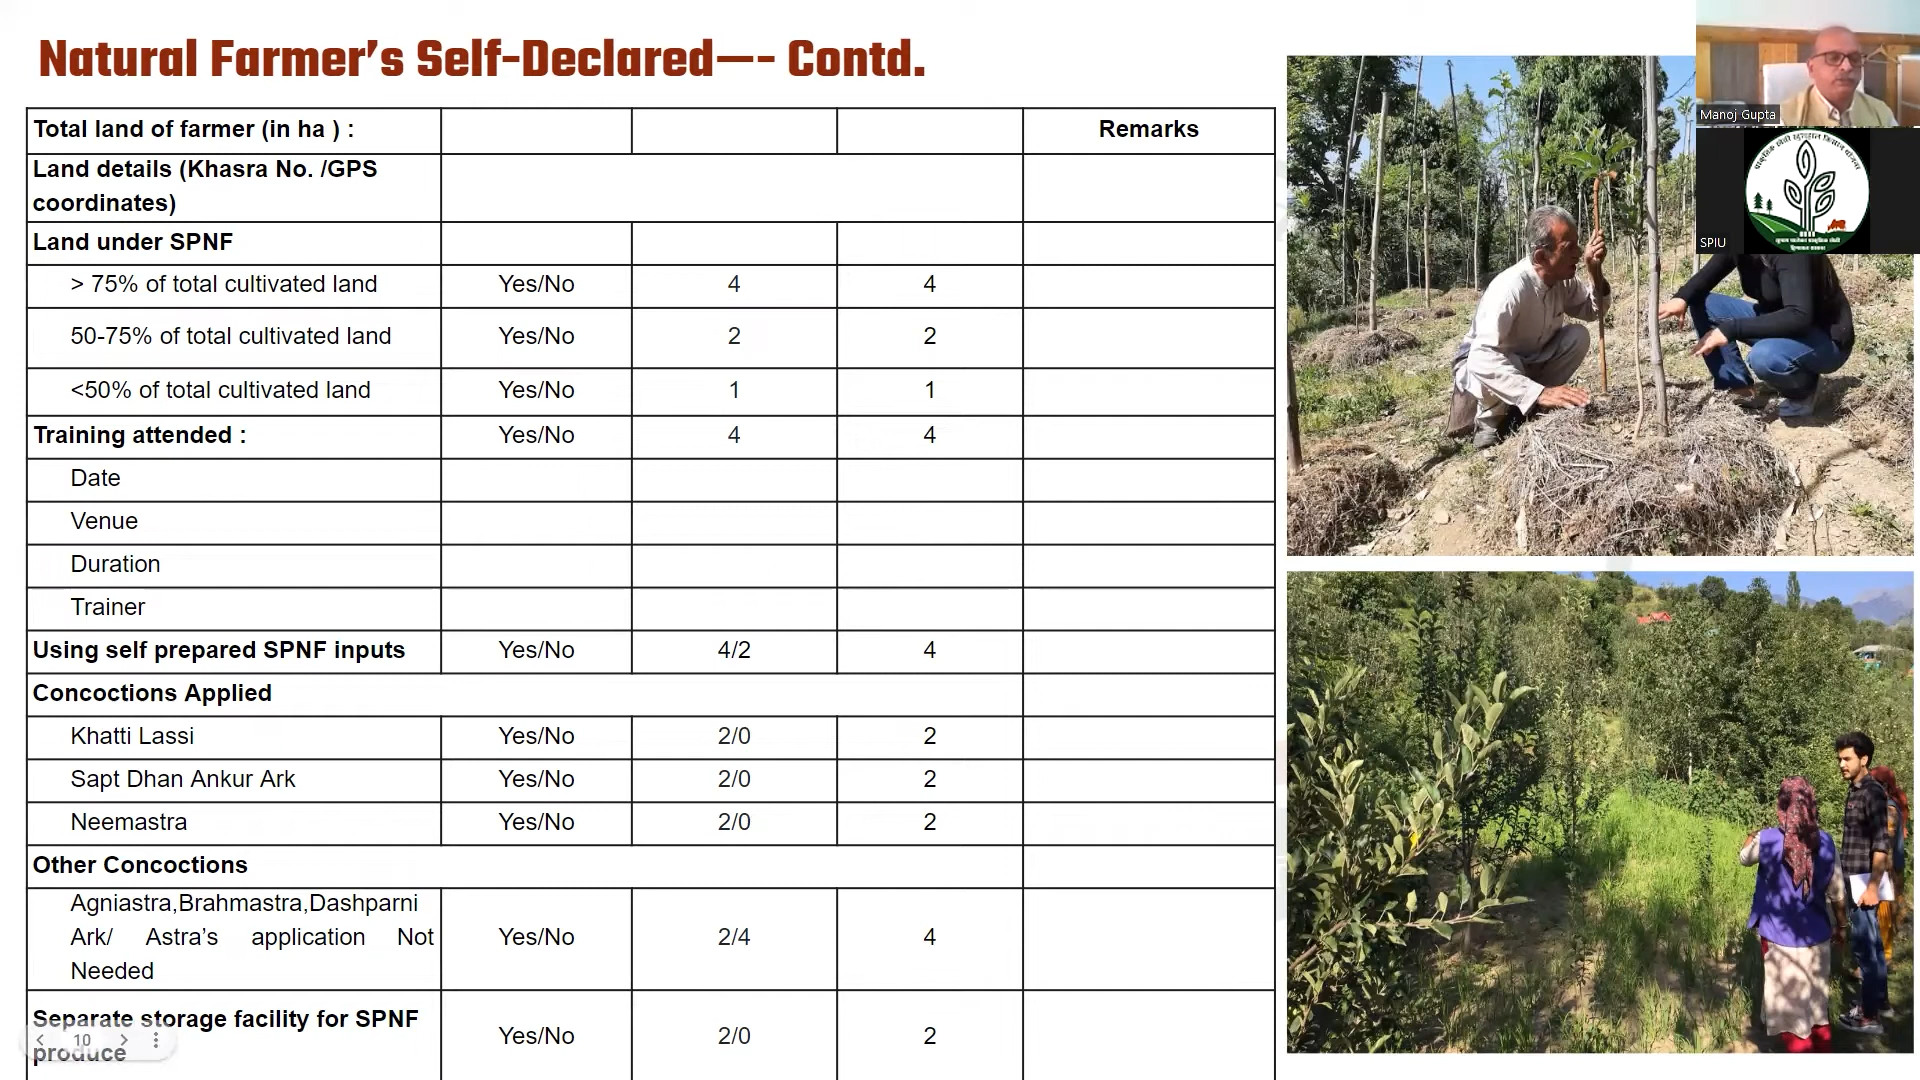 Natural Farmer’s Self-Declared—- Contd.
Total land of farmer (in ha ) : Remarks
Land details (Khasra No. /GPS
coordinates)
Land under SPNF
> 75% of total cultivated land Yes/No 4 4
50-75% of total cultivated land Yes/No 2 2
<50% of total cultivated land Yes/No 1 1
Training attended : Yes/No 4 4
Date
Venue
Duration
Trainer
Using self prepared SPNF inputs Yes/No 4/2 4
Concoctions Applied
Khatti Lassi Yes/No 2/0 2
Sapt Dhan Ankur Ark Yes/No 2/0 2
Neemastra Yes/No 2/0 2
Other Concoctions
Agniastra,Brahmastra,Dashparni
Ark/ Astra’s application Not
Needed
Yes/No 2/4 4
Separate storage facility for SPNF
produce
Yes/No 2/0 2
10
Manoj Gupta
SPIU